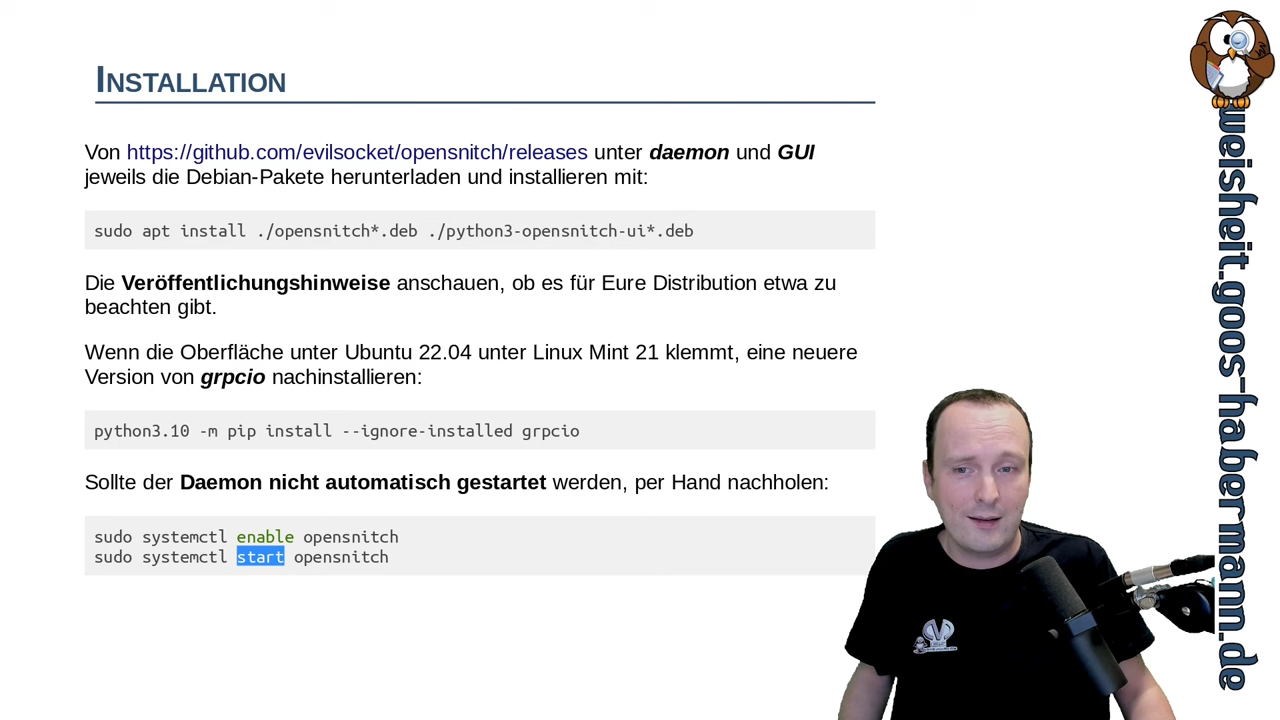 INSTALLATION
Von https://github.com/evilsocket/opensnitch/releases unter daemon und GUI
jeweils die Debian-Pakete herunterladen und installieren mit:
sudo apt install ./opensnitch*.deb ./python3-opensnitch-ui*.deb
Die Veröffentlichungshinweise anschauen, ob es für Eure Distribution etwa zu
beachten gibt.
Wenn die Oberfläche unter Ubuntu 22.04 unter Linux Mint 21 klemmt, eine neuere
Version von grpcio nachinstallieren:
python3.10 -m pip install --ignore-installed grpcio
Sollte der Daemon nicht automatisch gestartet werden, per Hand nachholen:
sudo systemctl enable opensnitch
sudo systemctl start opensnitch
weisheit.goos-habermann.de